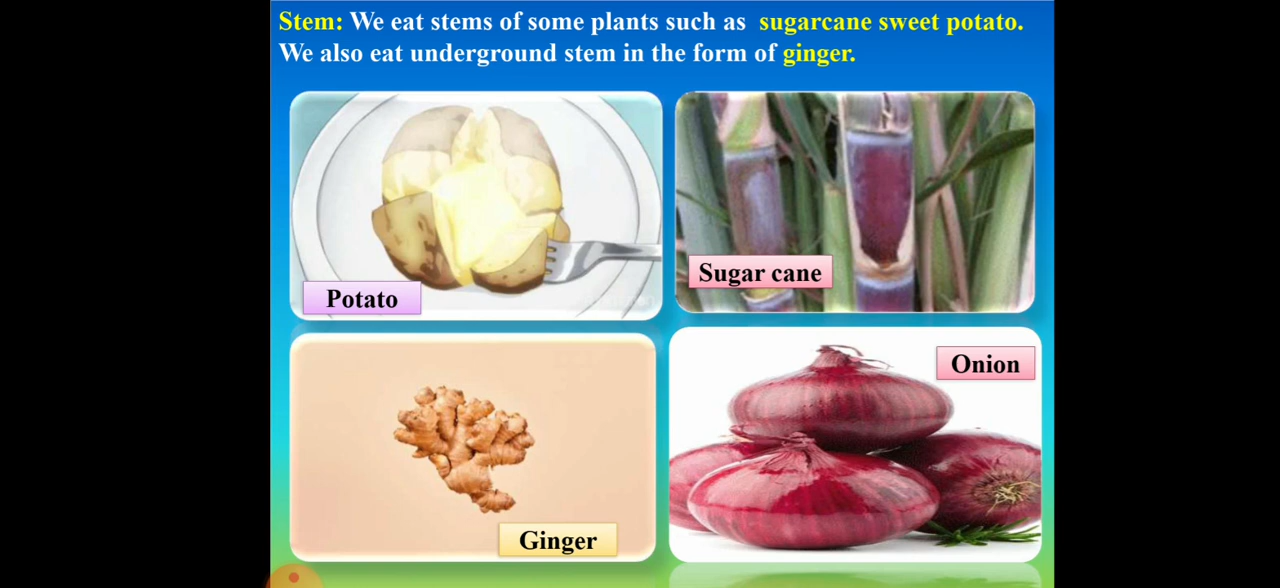 Stem: We eat stems of some plants such as sugarcane sweet potato.
We also eat underground stem in the form of ginger.
Potato
Sugar cane
Ginger
Onion